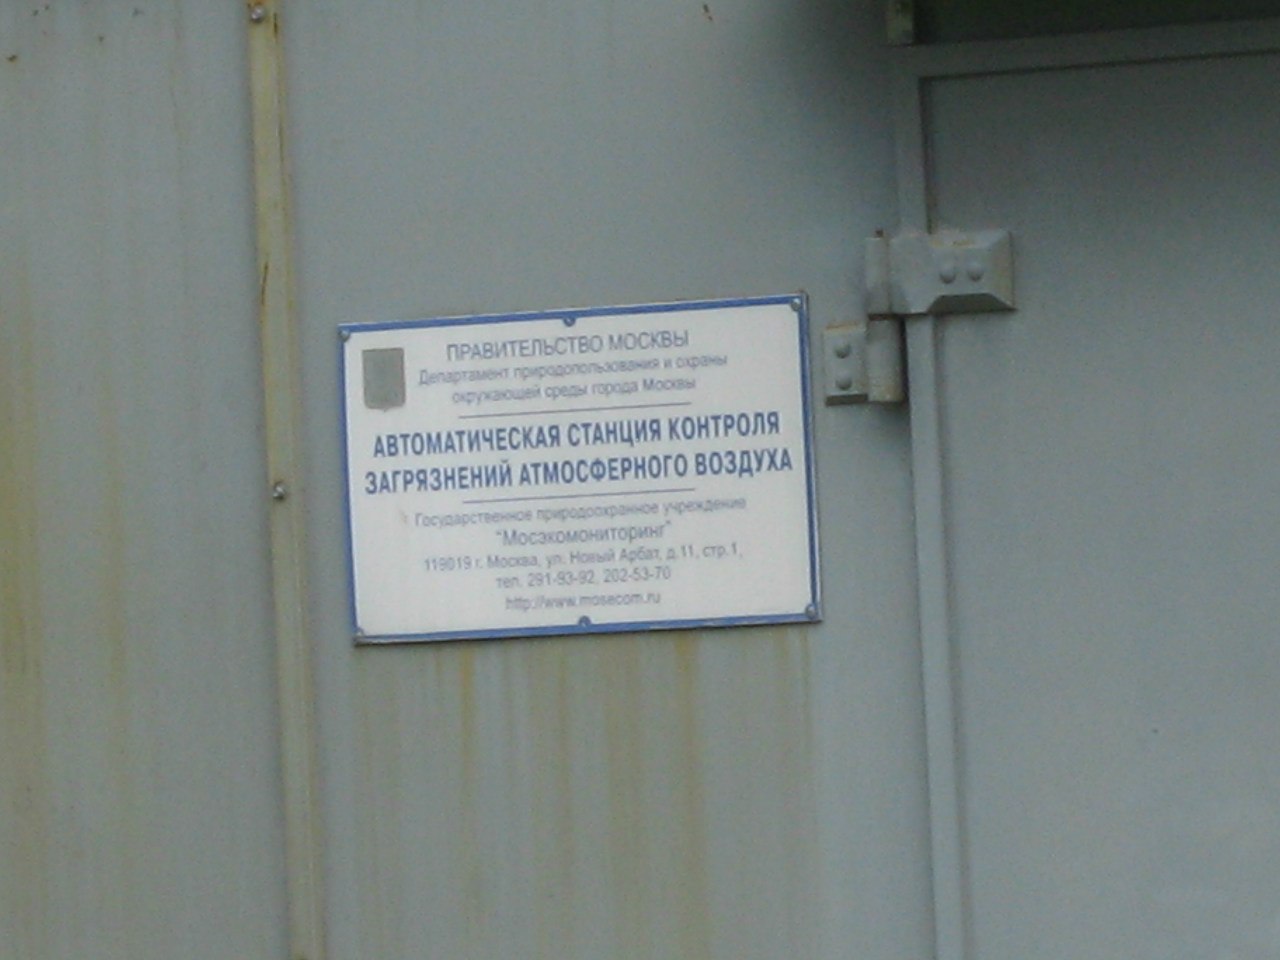 ПРАВИТЕЛЬСТВО МОСКВЫ
Департамент природопользования и охраны
окружающей среды города Москвы
АВТОМАТИЧЕСКАЯ СТАНЦИЯ КОНТРОЛЯ
ЗАГРЯЗНЕНИЙ АТМОСФЕРНОГО ВОЗДУХА
Государственное природоохранное учреждение
"Мосэкомониторинг"
119019 г. Москва, ул. Новый Арбат, д.11, стр.1,
тел. 291-93-92, 202-53-70
http://www.mosecom.ru